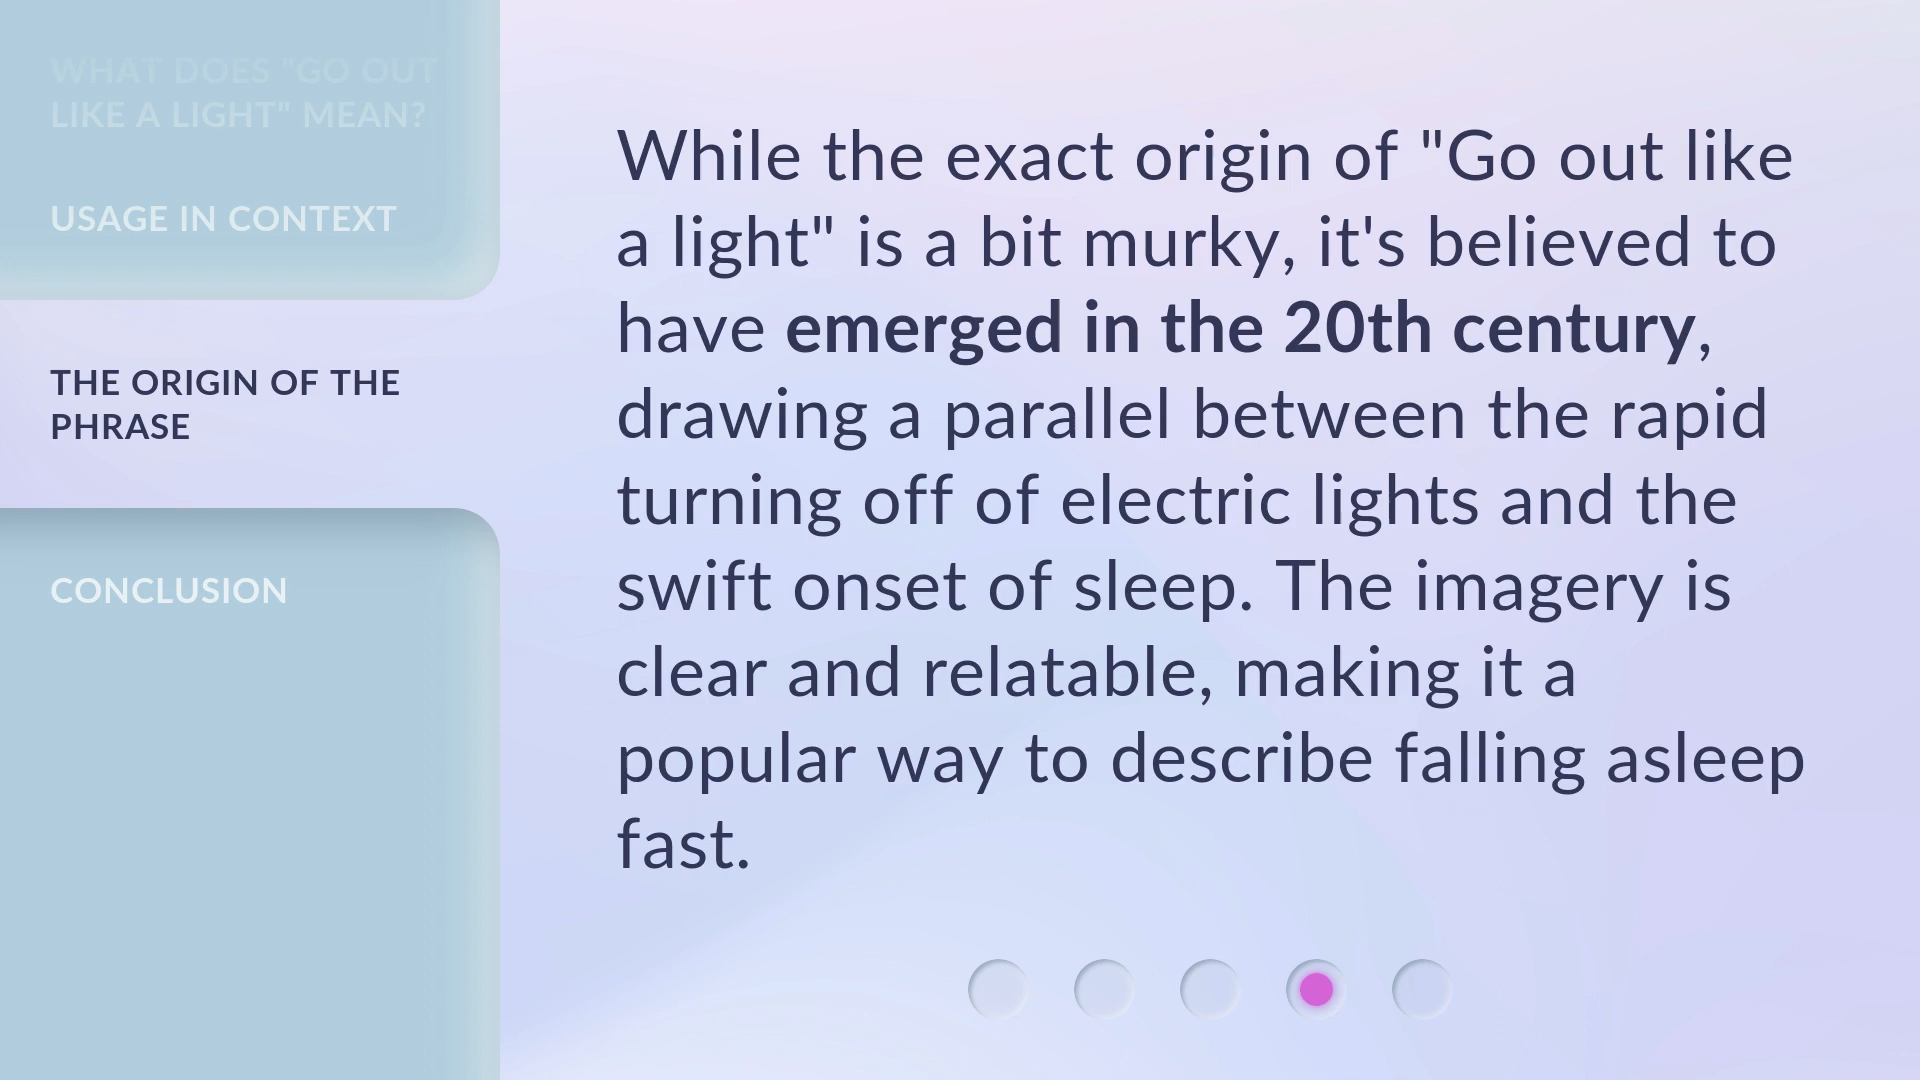 WHAT DOES "GO OUT
LIKE A LIGHT" MEAN?
USAGE IN CONTEXT
THE ORIGIN OF THE
PHRASE
CONCLUSION
While the exact origin of "Go out like
a light" is a bit murky, it's believed to
have emerged in the 20th century,
drawing a parallel between the rapid
turning off of electric lights and the
swift onset of sleep. The imagery is
clear and relatable, making it a
popular way to describe falling asleep
fast.